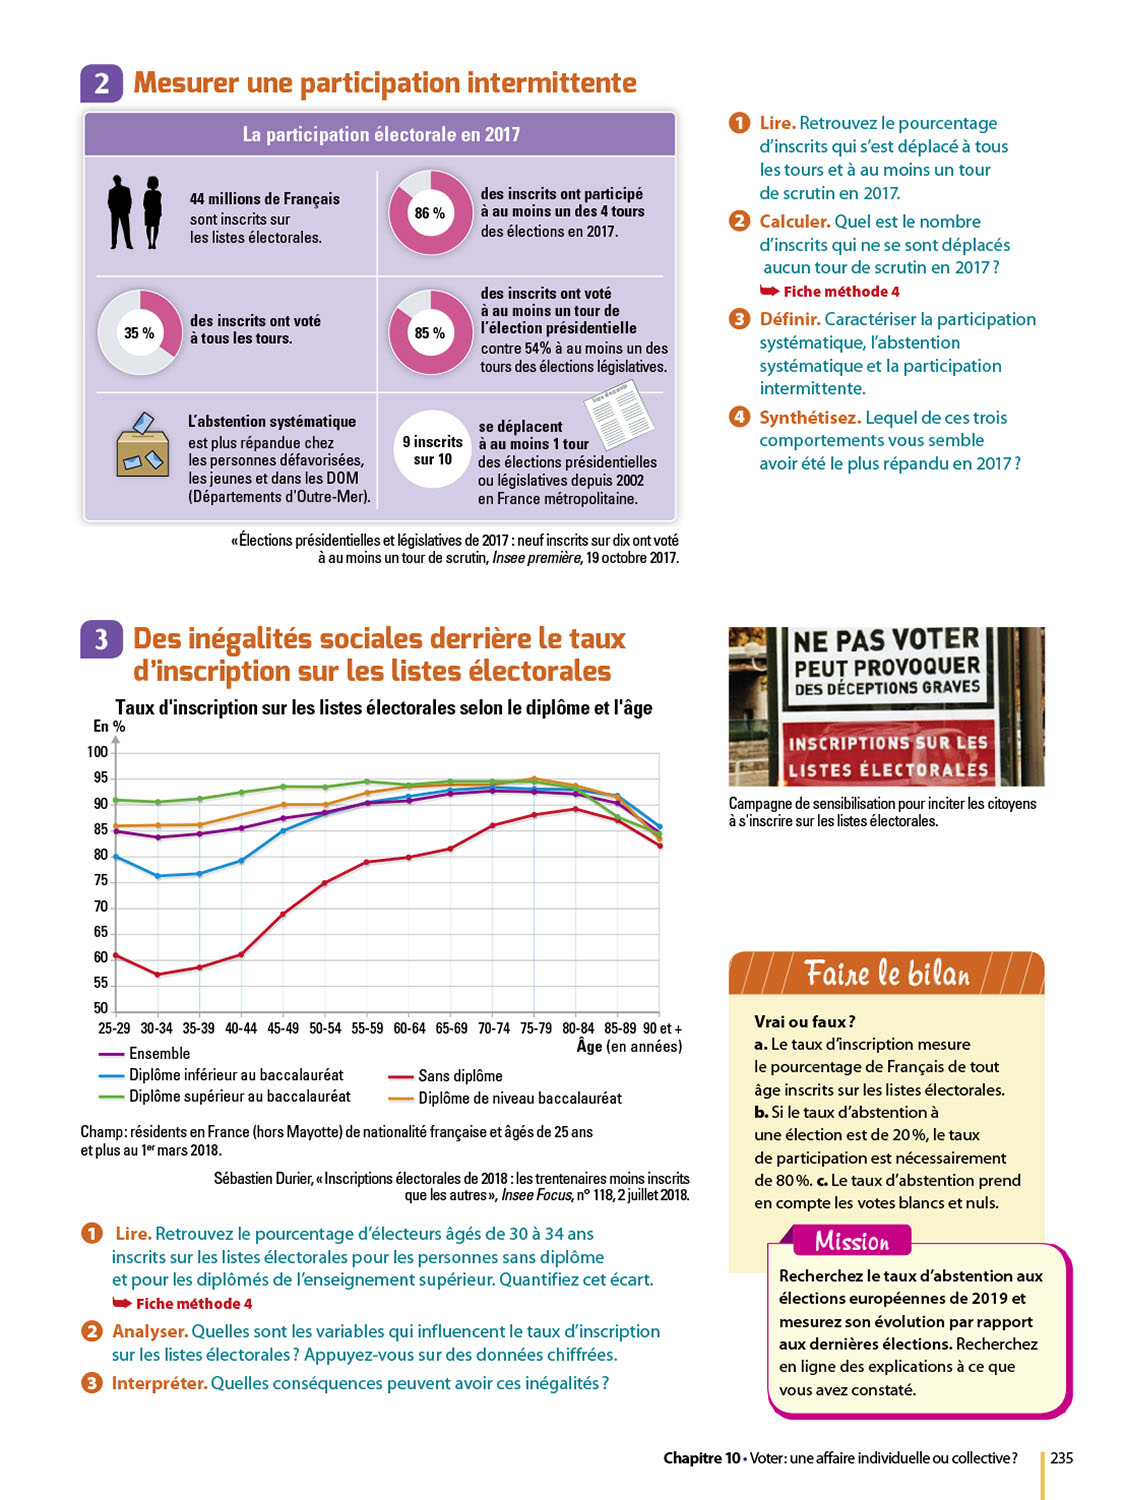 2 Mesurer une participation intermittente
La participation électorale en 2017
44 millions de Français
sont inscrits sur
les listes électorales.
86 %
des inscrits ont participé
à au moins un des 4 tours
des élections en 2017.
35 %
des inscrits ont voté
à tous les tours.
85 %
des inscrits ont voté
à au moins un tour de
l'élection présidentielle
contre 54% à au moins un des
tours des élections législatives.
L'abstention systématique
est plus répandue chez
les personnes défavorisées,
les jeunes et dans les DOM
(Départements d'Outre-Mer).
9 inscrits
sur 10
se déplacent
à au moins 1 tour
des élections présidentielles
ou législatives depuis 2002
en France métropolitaine.
« Élections présidentielles et législatives de 2017 : neuf inscrits sur dix ont voté
à au moins un tour de scrutin, Insee première, 19 octobre 2017.
1 Lire. Retrouvez le pourcentage
d'inscrits qui s'est déplacé à tous
les tours et à au moins un tour
de scrutin en 2017.
2 Calculer. Quel est le nombre
d'inscrits qui ne se sont déplacés
aucun tour de scrutin en 2017 ?
Fiche méthode 4
3 Définir. Caractériser la participation
systématique, l'abstention
systématique et la participation
intermittente.
4 Synthétisez. Lequel de ces trois
comportements vous semble
avoir été le plus répandu en 2017 ?
3 Des inégalités sociales derrière le taux
d'inscription sur les listes électorales
Taux d'inscription sur les listes électorales selon le diplôme et l'âge
En %
100
95
90
85
80
75
70
65
60
55
50
25-29 30-34 35-39 40-44 45-49 50-54 55-59 60-64 65-69 70-74 75-79 80-84 85-89 90 et +
Âge (en années)
Ensemble
Diplôme inférieur au baccalauréat
Diplôme supérieur au baccalauréat
Sans diplôme
Diplôme de niveau baccalauréat
Champ : résidents en France (hors Mayotte) de nationalité française et âgés de 25 ans
et plus au 1er mars 2018.
Sébastien Durier, « Inscriptions électorales de 2018 : les trentenaires moins inscrits
que les autres », Insee Focus, n° 118, 2 juillet 2018.
1 Lire. Retrouvez le pourcentage d'électeurs âgés de 30 à 34 ans
inscrits sur les listes électorales pour les personnes sans diplôme
et pour les diplômés de l'enseignement supérieur. Quantifiez cet écart.
Fiche méthode 4
2 Analyser. Quelles sont les variables qui influencent le taux d'inscription
sur les listes électorales ? Appuyez-vous sur des données chiffrées.
3 Interpréter. Quelles conséquences peuvent avoir ces inégalités ?
NE PAS VOTER
PEUT PROVOQUER
DES DÉCEPTIONS GRAVES
INSCRIPTIONS SUR LES
LISTES ÉLECTORALES
Campagne de sensibilisation pour inciter les citoyens
à s'inscrire sur les listes électorales.
Faire le bilan
Vrai ou faux ?
a. Le taux d'inscription mesure
le pourcentage de Français de tout
âge inscrits sur les listes électorales.
b. Si le taux d'abstention à
une élection est de 20 %, le taux
de participation est nécessairement
de 80 %. c. Le taux d'abstention prend
en compte les votes blancs et nuls.
Mission
Recherchez le taux d'abstention aux
élections européennes de 2019 et
mesurez son évolution par rapport
aux dernières élections. Recherchez
en ligne des explications à ce que
vous avez constaté.
Chapitre 10 • Voter : une affaire individuelle ou collective ? 235